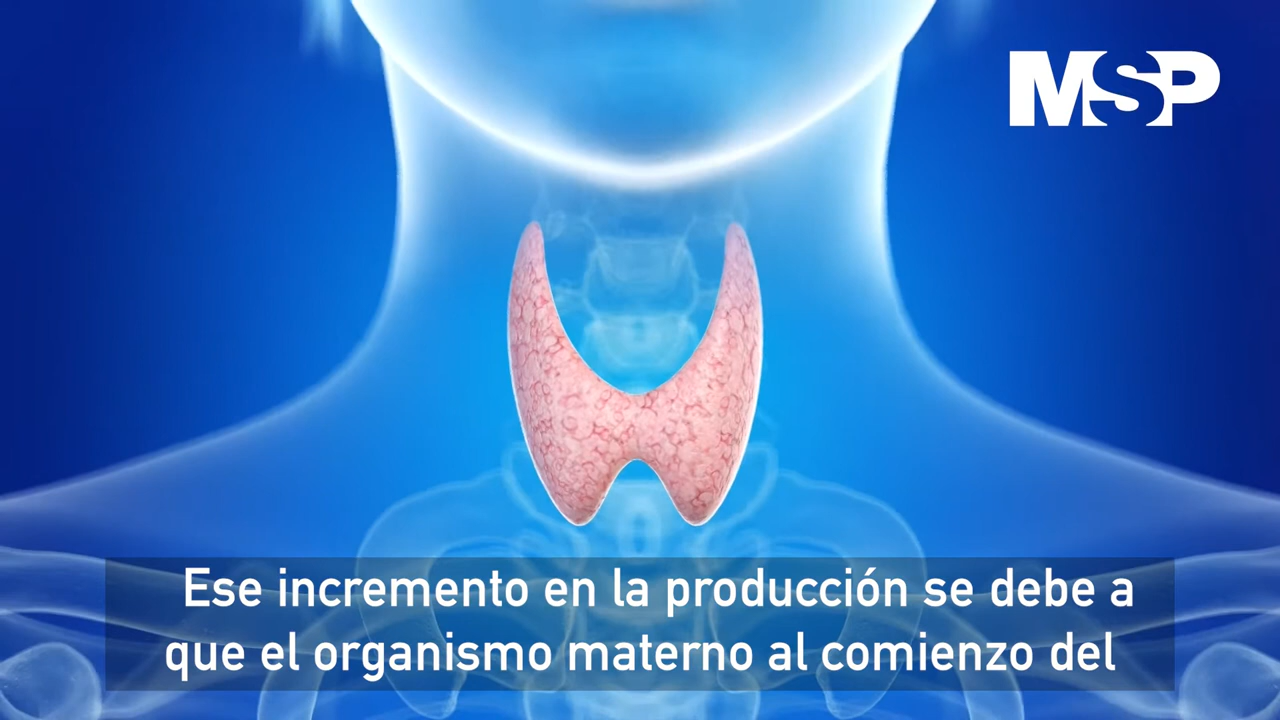 MSP
Ese incremento en la producción se debe a
que el organismo materno al comienzo del